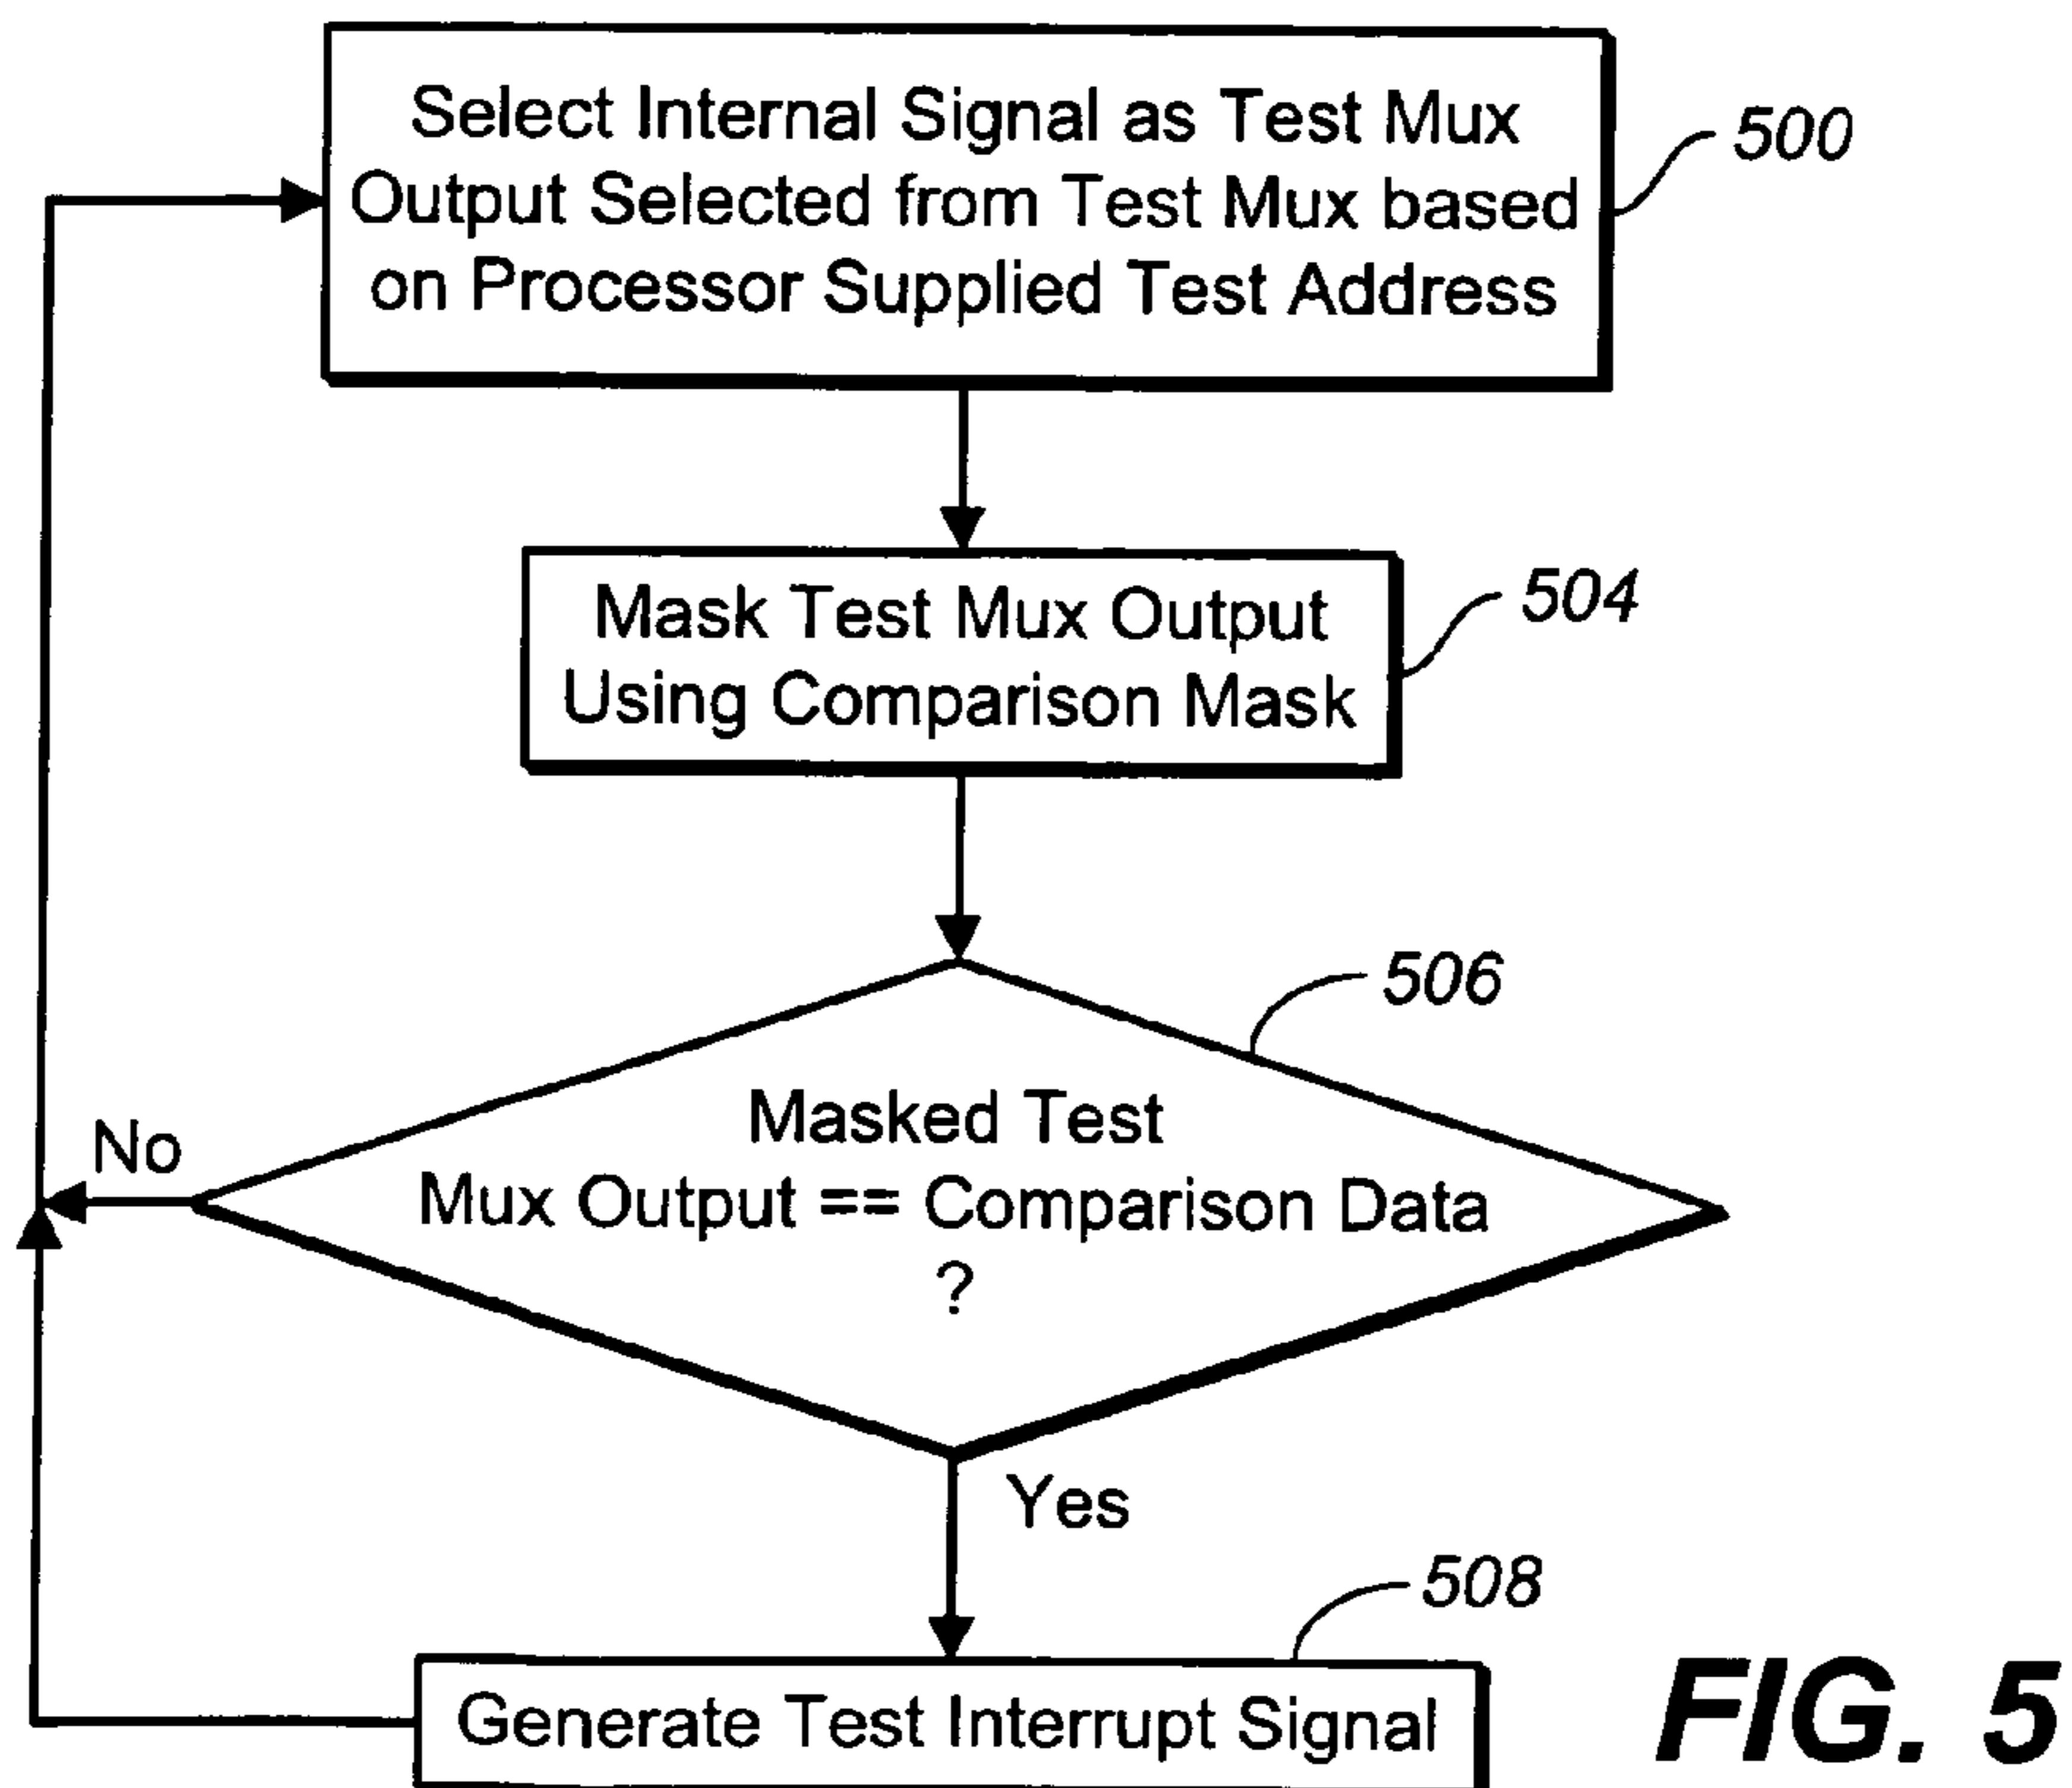 Select Internal Signal as Test Mux
Output Selected from Test Mux based
on Processor Supplied Test Address
500
Mask Test Mux Output
Using Comparison Mask
504
506
Masked Test
Mux Output == Comparison Data
?
No
Yes
508
Generate Test Interrupt Signal
FIG. 5